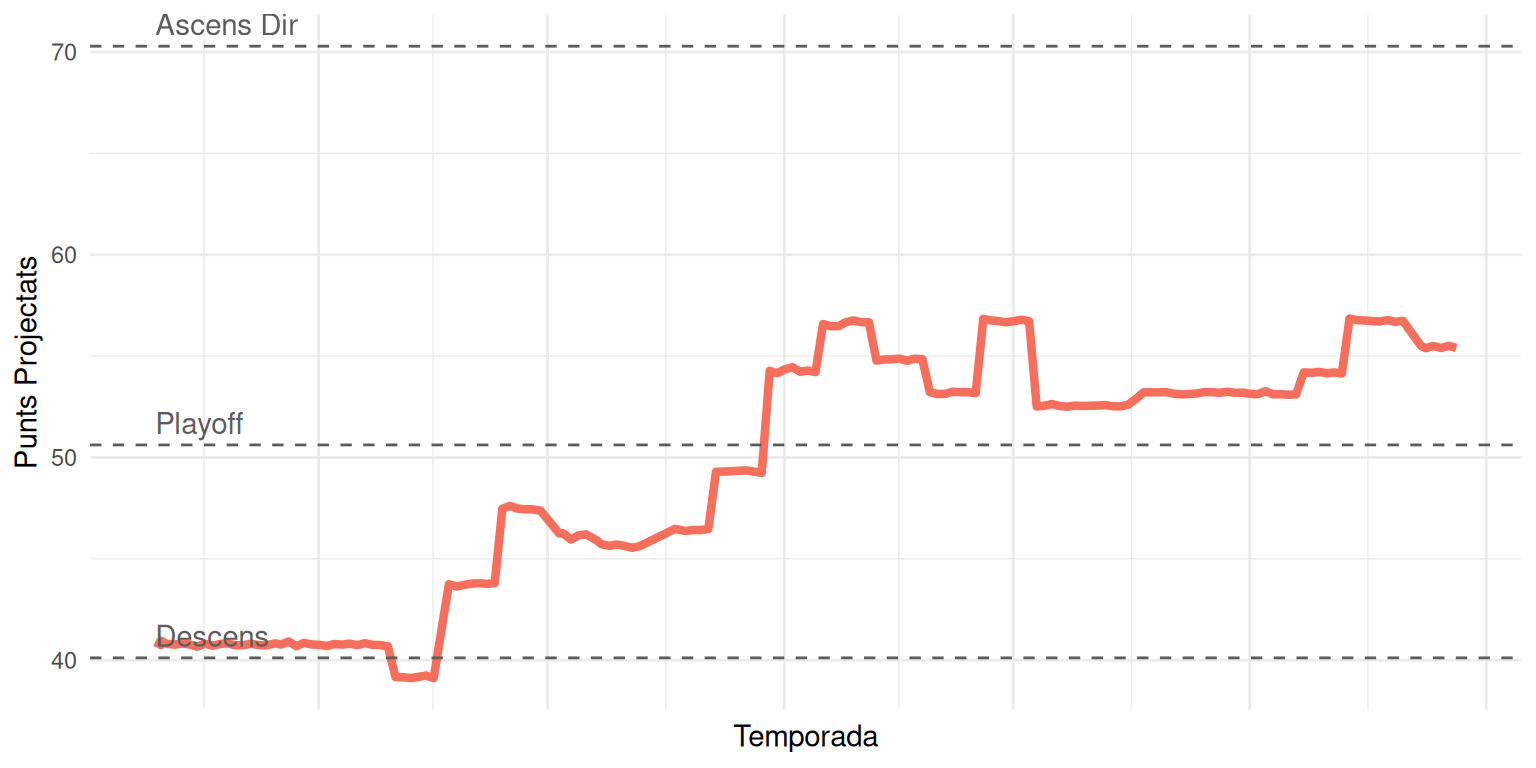 Ascens Dir
70
60
Punts Projectats
Playoff
50
Descens
40
Temporada